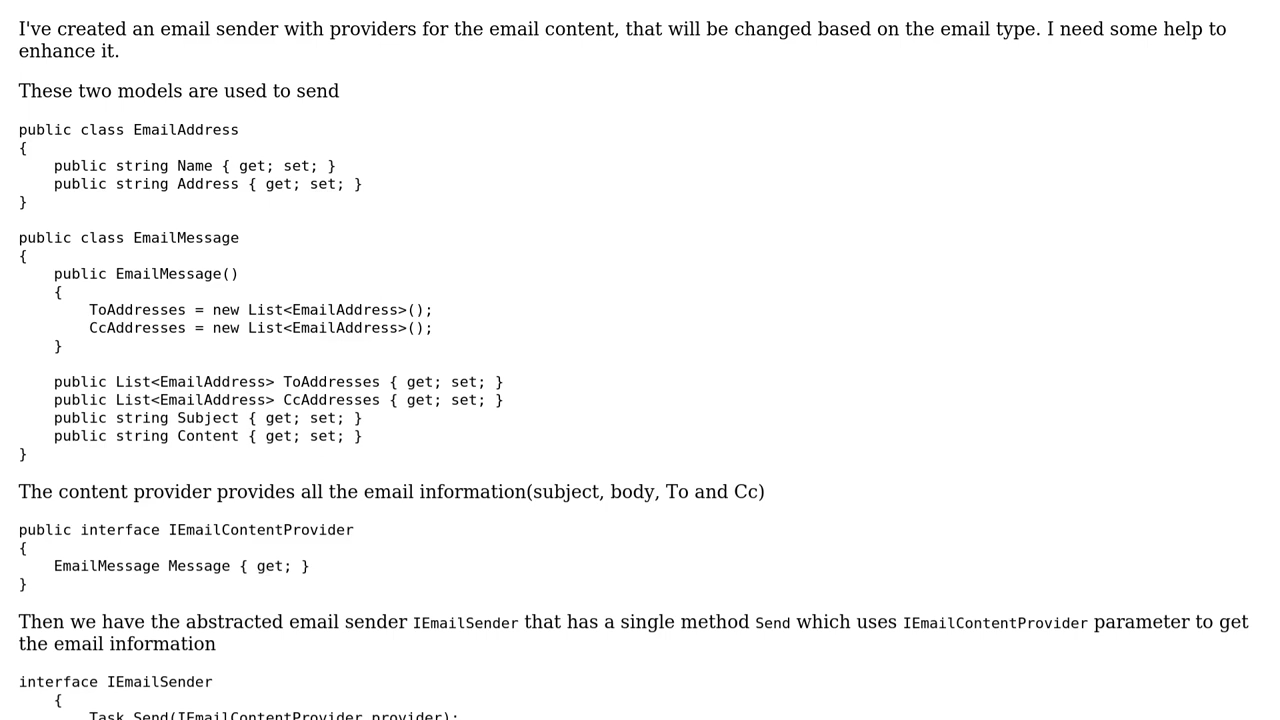 I've created an email sender with providers for the email content, that will be changed based on the email type. I need some help to
enhance it.
These two models are used to send
public class EmailAddress
{
    public string Name { get; set; }
    public string Address { get; set; }
}
public class EmailMessage
{
    public EmailMessage()
    {
        ToAddresses = new List<EmailAddress>();
        CcAddresses = new List<EmailAddress>();
    }
    public List<EmailAddress> ToAddresses { get; set; }
    public List<EmailAddress> CcAddresses { get; set; }
    public string Subject { get; set; }
    public string Content { get; set; }
}
The content provider provides all the email information(subject, body, To and Cc)
public interface IEmailContentProvider
{
    EmailMessage Message { get; }
}
Then we have the abstracted email sender IEmailSender that has a single method Send which uses IEmailContentProvider parameter to get
the email information
interface IEmailSender
    {
        Task Send(IEmailContentProvider provider);